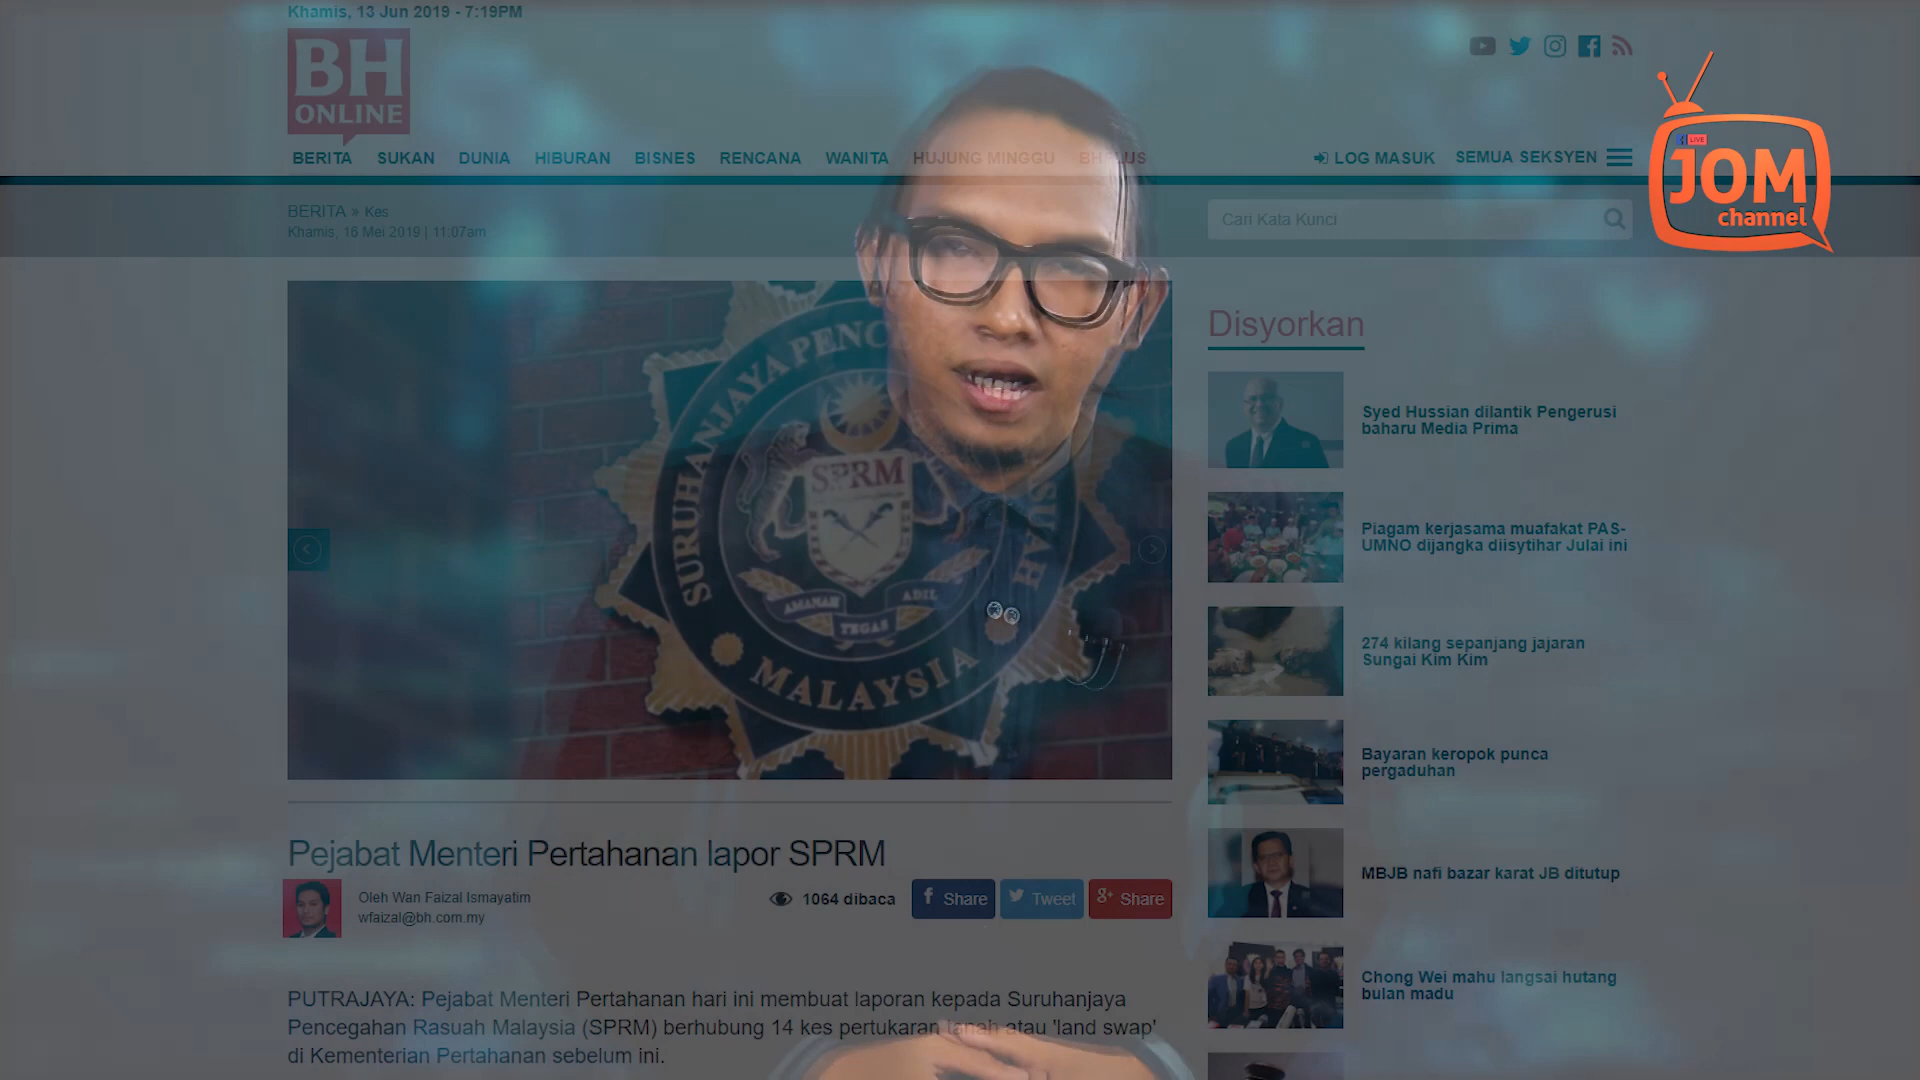 Khamis, 13 Jun 2019 - 7:19PM
BH
ONLINE
BERITA SUKAN DUNIA HIBURAN BISNES RENCANA WANITA HUJUNG MINGGU BH PLUS
LOG MASUK SEMUA SEKSYEN
LIVE
JOM
channel
BERITA » Kes
Khamis, 16 Mei 2019 | 11:07am
Cari Kata Kunci
SURUHANJAYA PENC
SPRM
AMANAH
TEGAS
ADIL
MALAYSIA
Disyorkan
Syed Hussian dilantik Pengerusi
baharu Media Prima
Piagam kerjasama muafakat PAS-
UMNO dijangka diisytihar Julai ini
274 kilang sepanjang jajaran
Sungai Kim Kim
Bayaran keropok punca
pergaduhan
MBJB nafi bazar karat JB ditutup
Chong Wei mahu langsai hutang
bulan madu
Pejabat Menteri Pertahanan lapor SPRM
Oleh Wan Faizal Ismayatim
wfaizal@bh.com.my
1064 dibaca
Share
Tweet
Share
PUTRAJAYA: Pejabat Menteri Pertahanan hari ini membuat laporan kepada Suruhanjaya
Pencegahan Rasuah Malaysia (SPRM) berhubung 14 kes pertukaran tanah atau 'land swap'
di Kementerian Pertahanan sebelum ini.